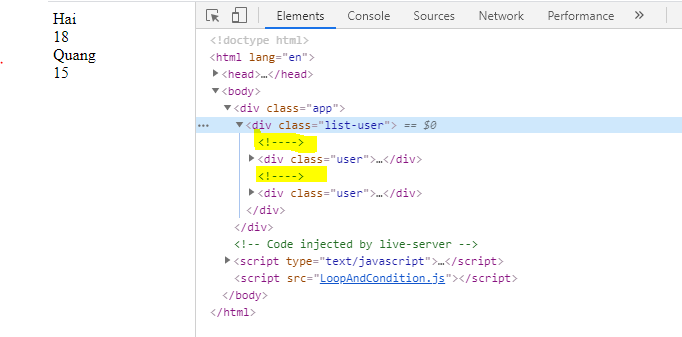 Hai
18
Quang
15
Elements Console Sources Network Performance »
<!doctype html>
<html lang="en">
▶<head>…</head>
▼<body>
▼<div class="app">
… ▼<div class="list-user"> == $0
<!---->
▶<div class="user">…</div>
<!---->
▶<div class="user">…</div>
</div>
</div>
<!-- Code injected by live-server -->
▶<script type="text/javascript">…</script>
<script src="LoopAndCondition.js"></script>
</body>
</html>